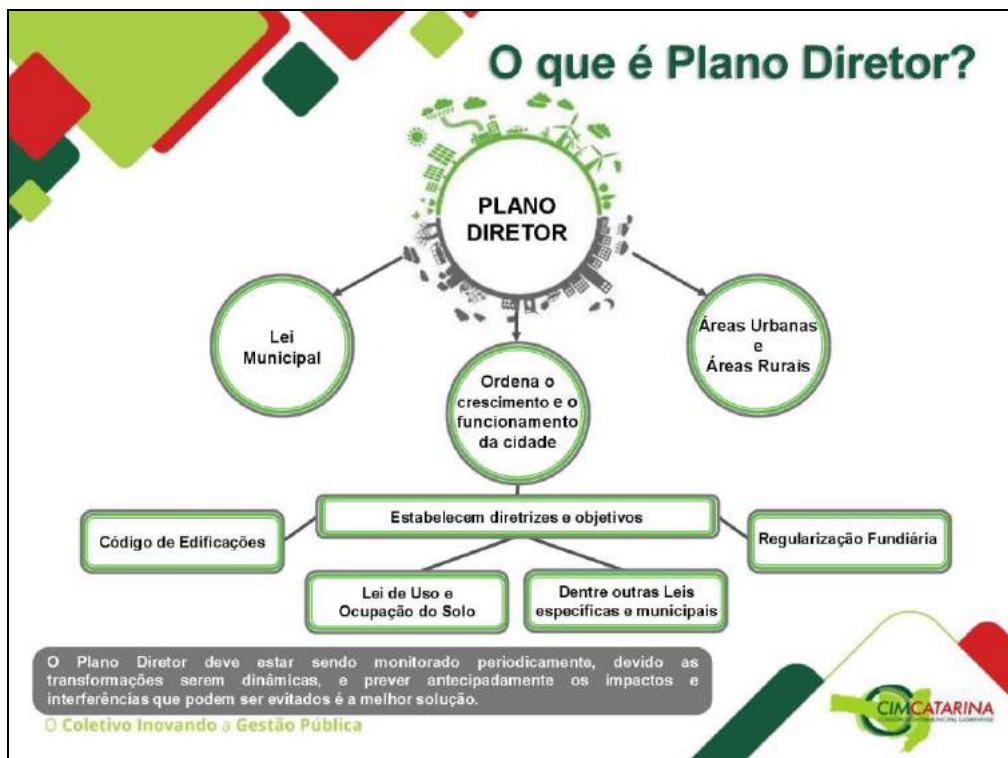 O que é Plano Diretor?
PLANO
DIRETOR
Lei
Municipal
Ordena o
crescimento e o
funcionamento
da cidade
Áreas Urbanas
e
Áreas Rurais
Estabelecem diretrizes e objetivos
Código de Edificações
Regularização Fundiária
Lei de Uso e
Ocupação do Solo
Dentre outras Leis
específicas e municipais
O Plano Diretor deve estar sendo monitorado periodicamente, devido as
transformações serem dinâmicas, e prever antecipadamente os impactos e
interferências que podem ser evitados é a melhor solução.
O Coletivo Inovando a Gestão Pública
CIMCATARINA